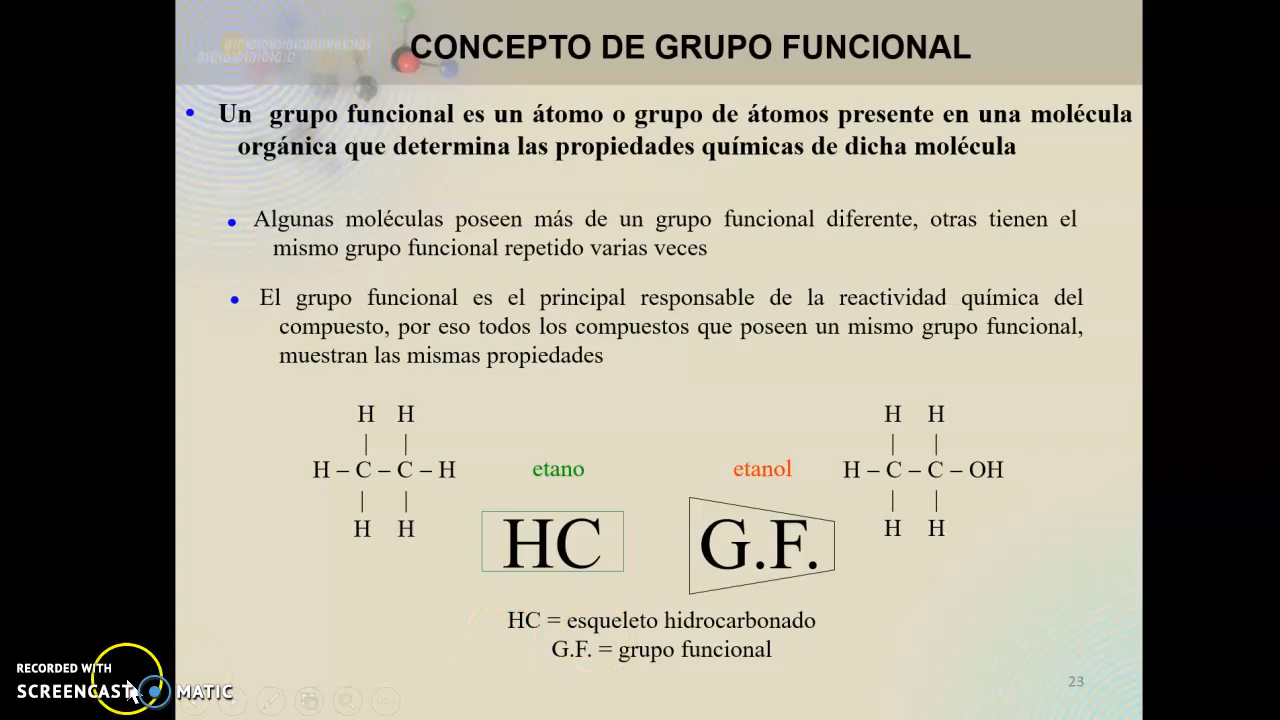 CONCEPTO DE GRUPO FUNCIONAL
• Un grupo funcional es un átomo o grupo de átomos presente en una molécula
orgánica que determina las propiedades químicas de dicha molécula
• Algunas moléculas poseen más de un grupo funcional diferente, otras tienen el
mismo grupo funcional repetido varias veces
• El grupo funcional es el principal responsable de la reactividad química del
compuesto, por eso todos los compuestos que poseen un mismo grupo funcional,
muestran las mismas propiedades
H H
| |
H – C – C – H
| |
H H
etano
etanol
H H
| |
H – C – C – OH
| |
H H
HC
G.F.
HC = esqueleto hidrocarbonado
G.F. = grupo funcional
23
RECORDED WITH
SCREENCAST MATIC